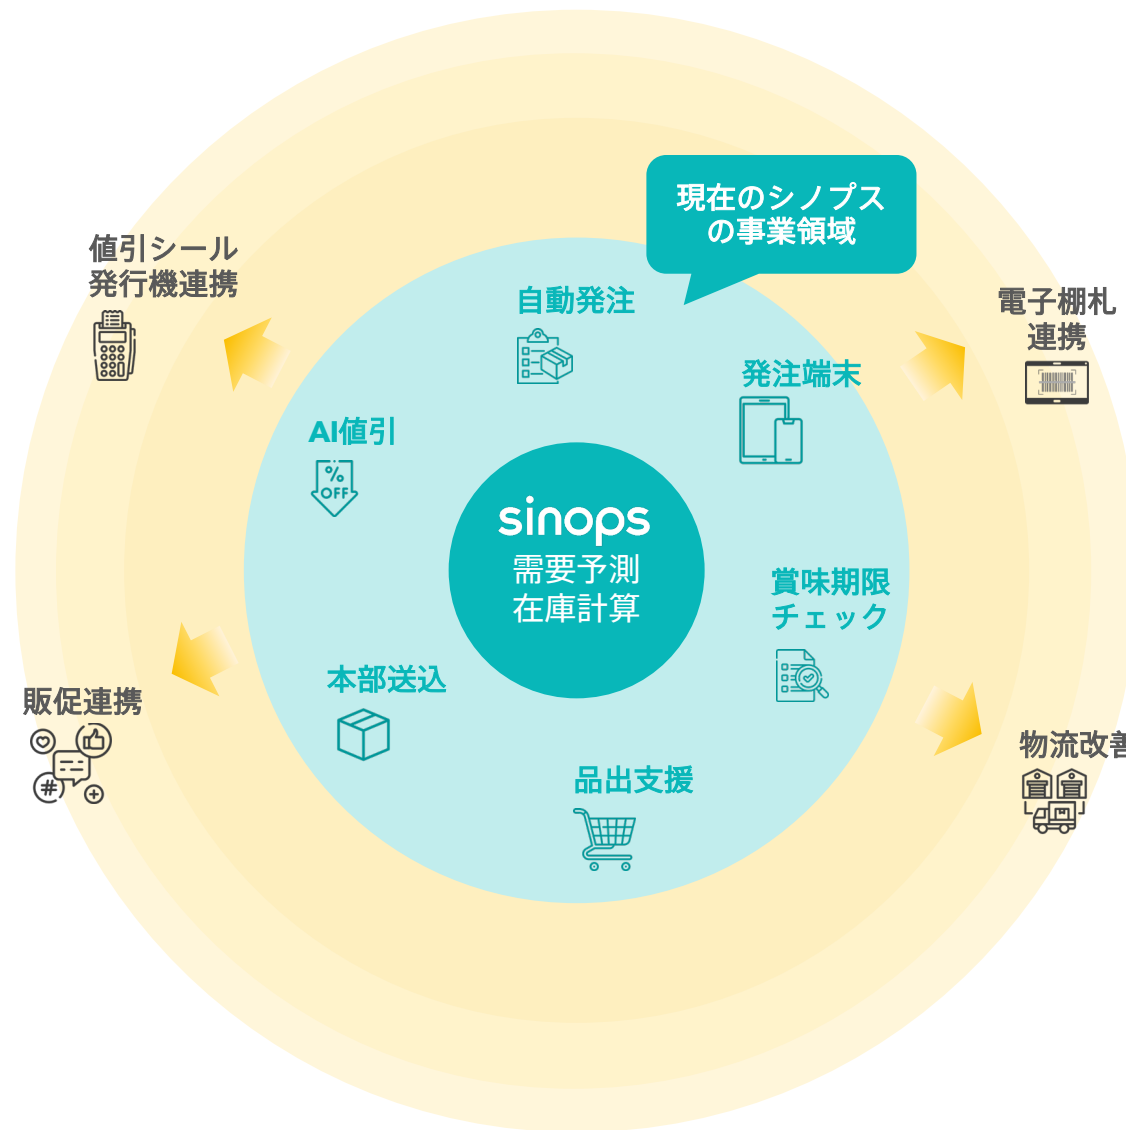 現在のシノプス
の事業領域
値引シール
発行機連携
自動発注
電子棚札
連携
発注端末
AI値引
%
OFF
sinops
需要予測
在庫計算
賞味期限
チェック
本部送込
販促連携
#
物流改善
品出支援